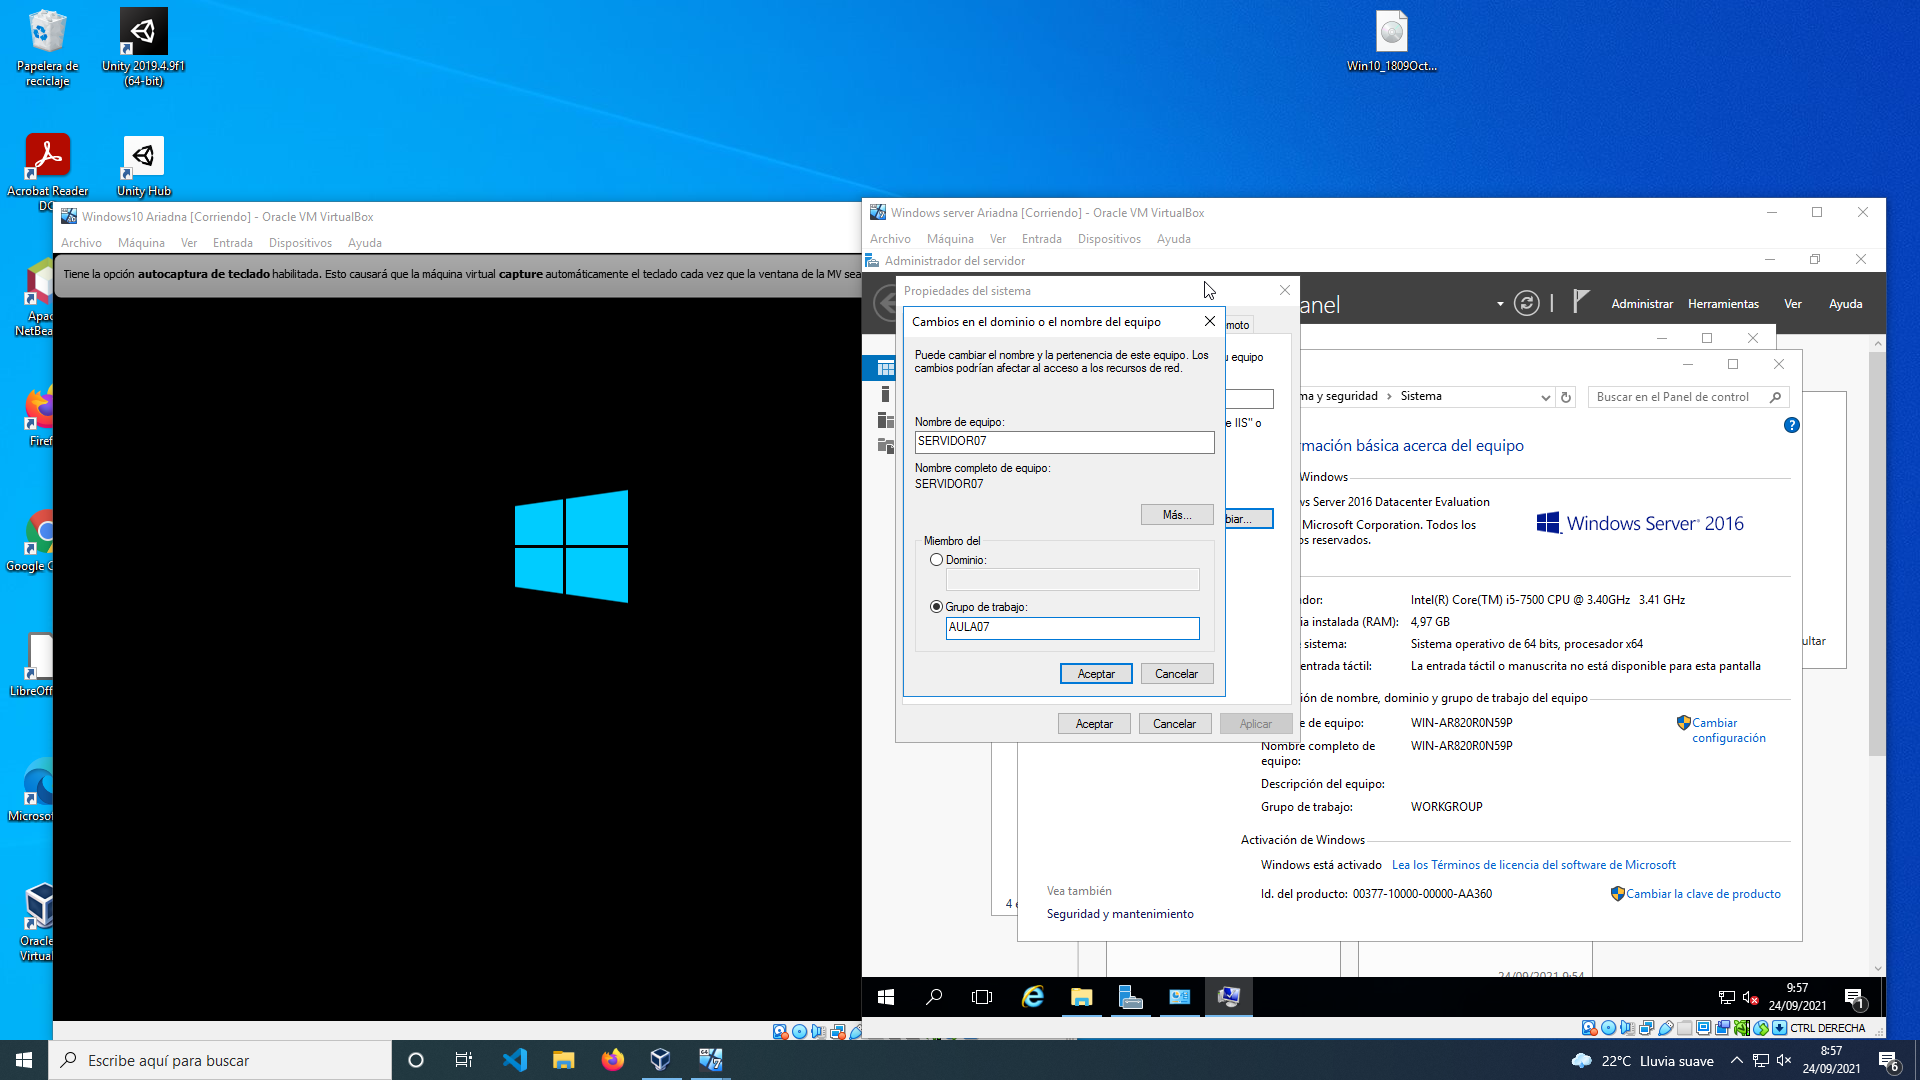 Papelera de
reciclaje
Unity 2019.4.9f1
(64-bit)
Win10_1809Oct...
Acrobat Reader
DC
Unity Hub
Apac
NetBea
Firef
Google C
LibreOff
Microsof
Oracle
Virtual
Windows10 Ariadna [Corriendo] - Oracle VM VirtualBox
Archivo Máquina Ver Entrada Dispositivos Ayuda
Tiene la opción autocaptura de teclado habilitada. Esto causará que la máquina virtual capture automáticamente el teclado cada vez que la ventana de la MV sea
Windows server Ariadna [Corriendo] - Oracle VM VirtualBox
Archivo Máquina Ver Entrada Dispositivos Ayuda
Administrador del servidor
anel
Administrar Herramientas Ver Ayuda
Propiedades del sistema
moto
u equipo
e IIS" o
biar...
Cambios en el dominio o el nombre del equipo
Puede cambiar el nombre y la pertenencia de este equipo. Los
cambios podrían afectar al acceso a los recursos de red.
Nombre de equipo:
SERVIDOR07
Nombre completo de equipo:
SERVIDOR07
Más...
Miembro del
Dominio:
Grupo de trabajo:
AULA07
Aceptar Cancelar
Aceptar Cancelar Aplicar
ma y seguridad > Sistema
Buscar en el Panel de control
mación básica acerca del equipo
Windows
ws Server 2016 Datacenter Evaluation
Microsoft Corporation. Todos los
os reservados.
Windows Server® 2016
dor: Intel(R) Core(TM) i5-7500 CPU @ 3.40GHz 3.41 GHz
ia instalada (RAM): 4,97 GB
sistema: Sistema operativo de 64 bits, procesador x64
entrada táctil: La entrada táctil o manuscrita no está disponible para esta pantalla
ultar
ión de nombre, dominio y grupo de trabajo del equipo
e de equipo: WIN-AR820R0N59P
Cambiar
configuración
Nombre completo de
equipo:
WIN-AR820R0N59P
Descripción del equipo:
Grupo de trabajo: WORKGROUP
Activación de Windows
Windows está activado Lea los Términos de licencia del software de Microsoft
Id. del producto: 00377-10000-00000-AA360
Cambiar la clave de producto
Vea también
Seguridad y mantenimiento
4 e
24/09/2021 9:54
9:57
24/09/2021
1
CTRL DERECHA
Escribe aquí para buscar
22°C Lluvia suave
8:57
24/09/2021
6